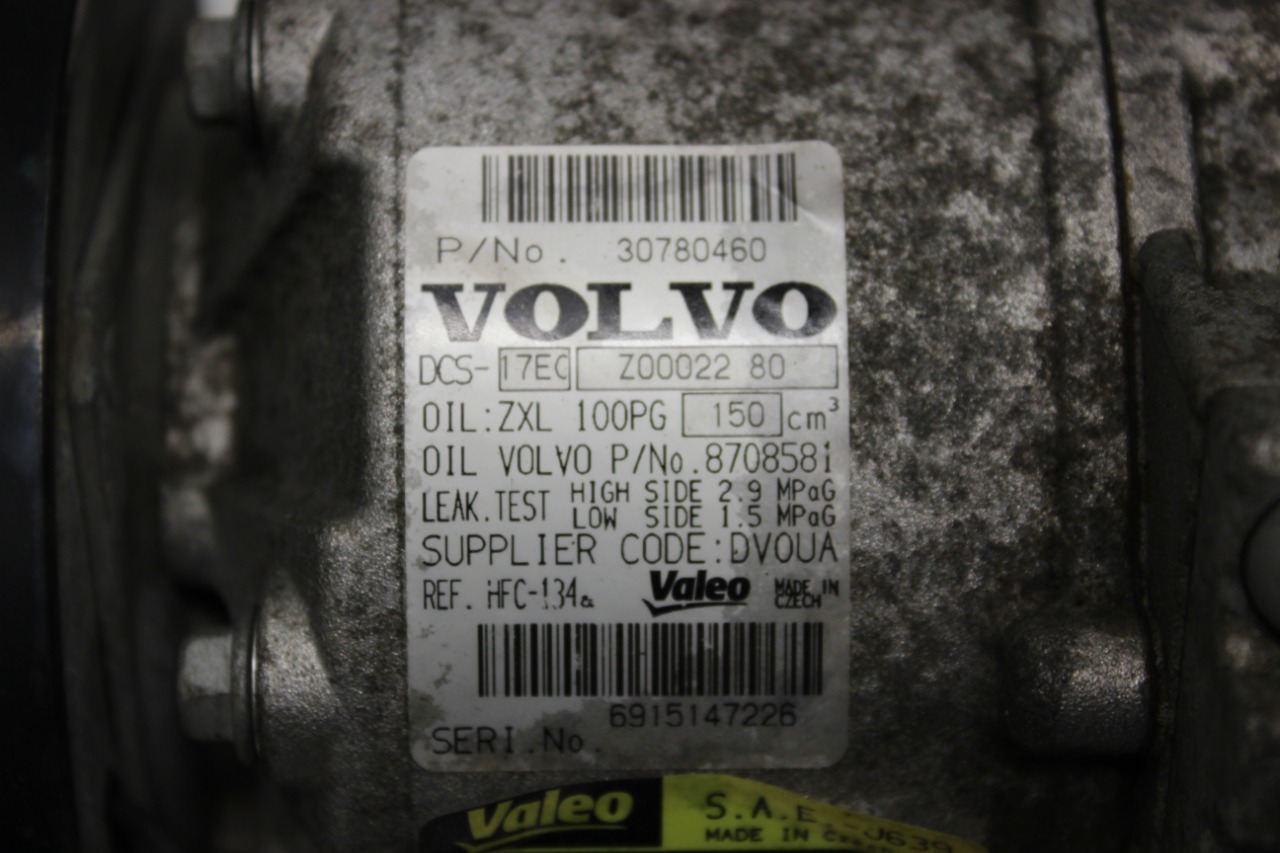 P/No. 30780460
VOLVO
DCS-17EC Z00022 80
OIL:ZXL 100PG 150 cm³
OIL VOLVO P/No.8708581
LEAK.TEST HIGH SIDE 2.9 MPaG
LOW SIDE 1.5 MPaG
SUPPLIER CODE:DVOUA
REF. HFC-134a Valeo MADE IN
CZECH
6915147226
SERI.No.
Valeo S.A.E J639
MADE IN